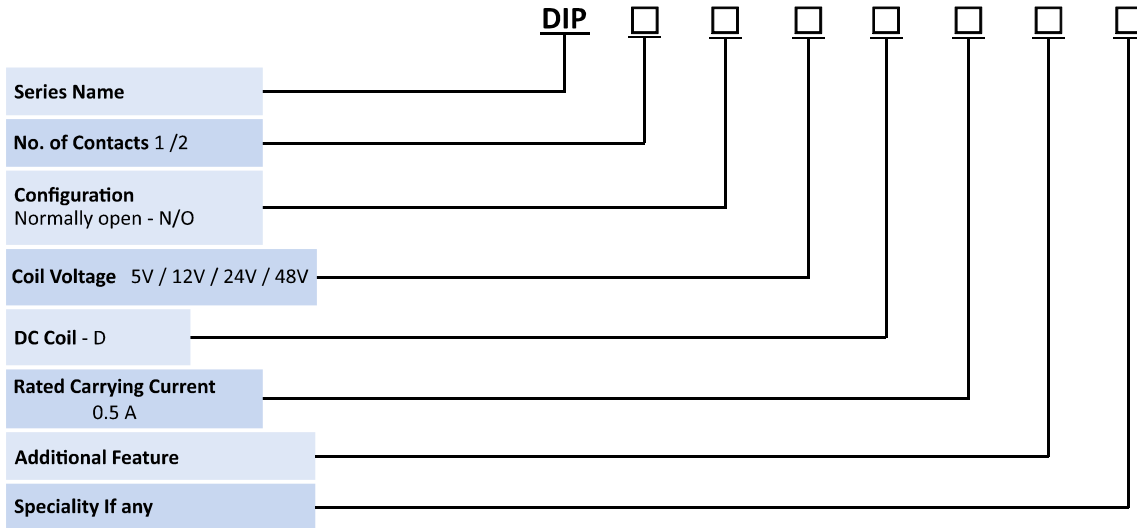 DIP
Series Name
No. of Contacts 1 /2
Configuration
Normally open - N/O
Coil Voltage 5V / 12V / 24V / 48V
DC Coil - D
Rated Carrying Current
0.5 A
Additional Feature
Speciality If any